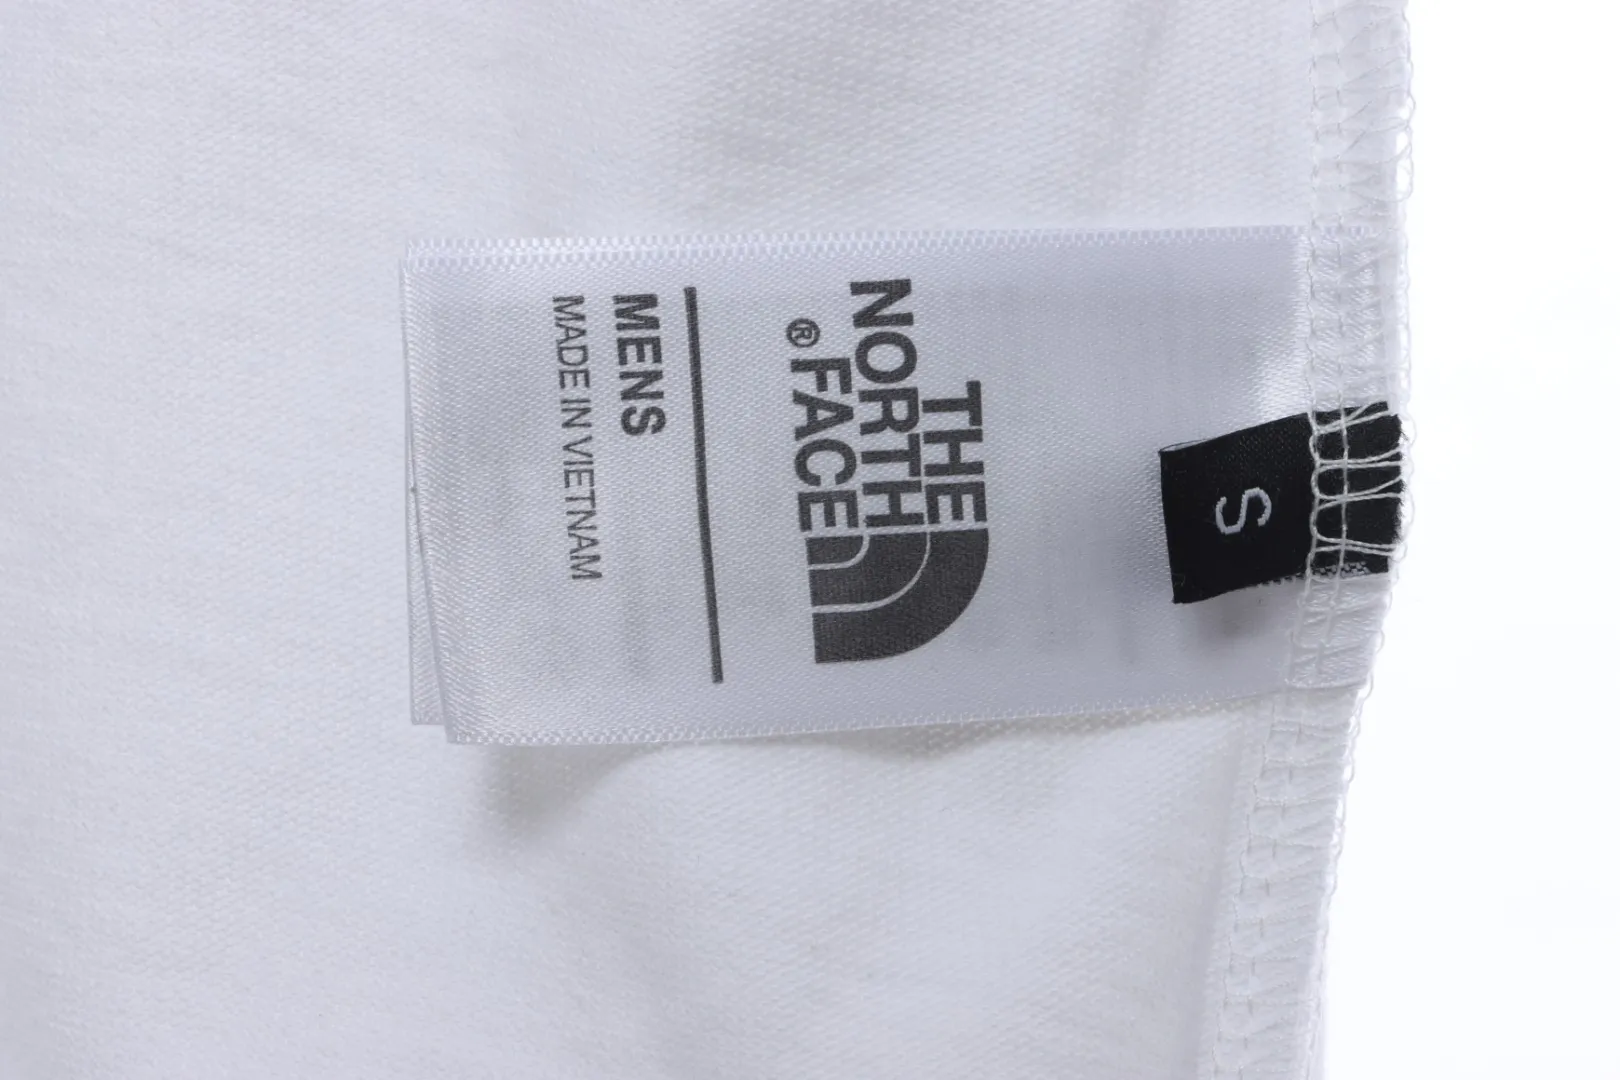 S
THE
NORTH
FACE®
MENS
MADE IN VIETNAM